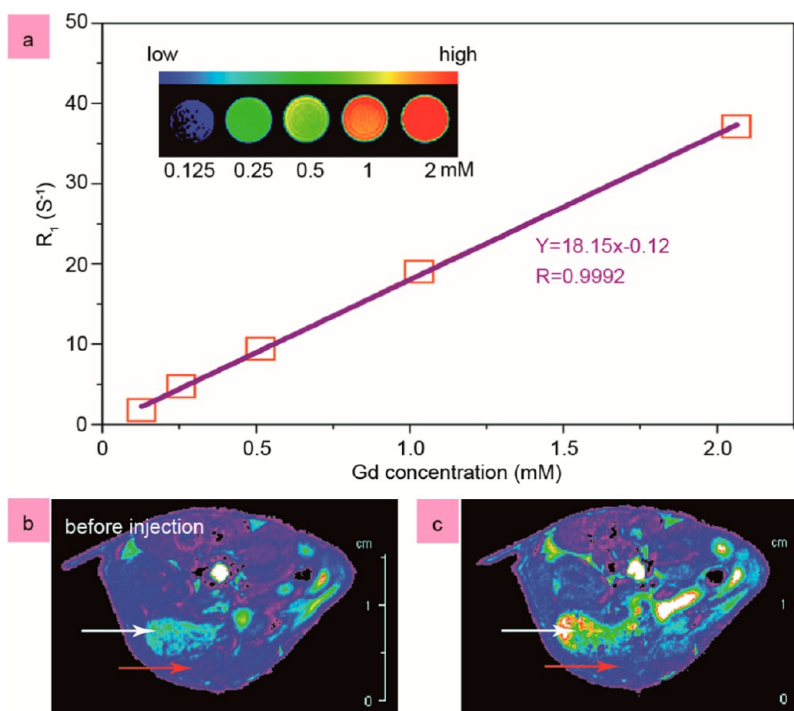 a
50
40
30
20
10
0
R1 (S-1)
low high
0.125 0.25 0.5 1 2 mM
Y=18.15x-0.12
R=0.9992
0 0.5 1.0 1.5 2.0
Gd concentration (mM)
b
before injection
cm
1
0
c
cm
1
0